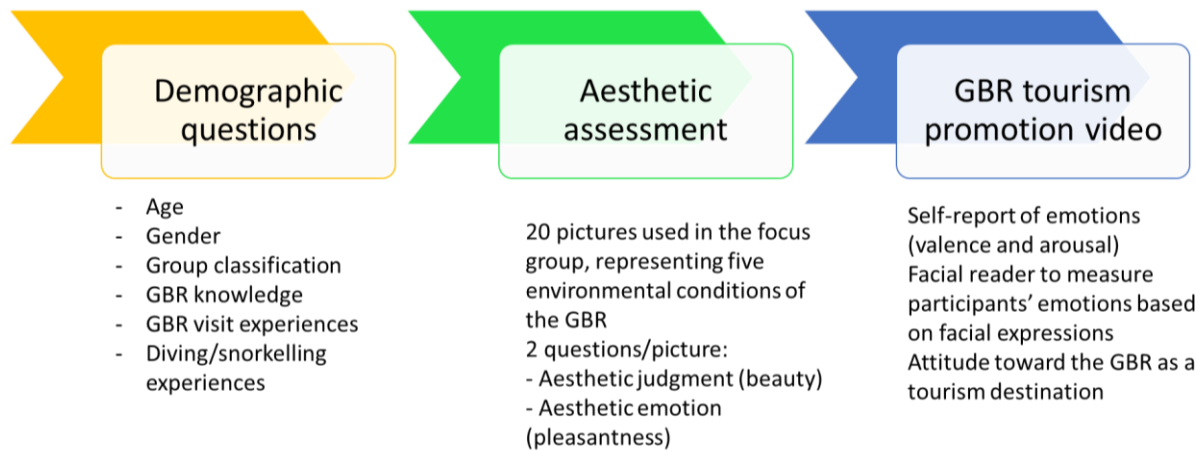 Demographic
questions
- Age
- Gender
- Group classification
- GBR knowledge
- GBR visit experiences
- Diving/snorkelling
experiences
Aesthetic
assessment
20 pictures used in the focus
group, representing five
environmental conditions of
the GBR
2 questions/picture:
- Aesthetic judgment (beauty)
- Aesthetic emotion
(pleasantness)
GBR tourism
promotion video
Self-report of emotions
(valence and arousal)
Facial reader to measure
participants’ emotions based
on facial expressions
Attitude toward the GBR as a
tourism destination